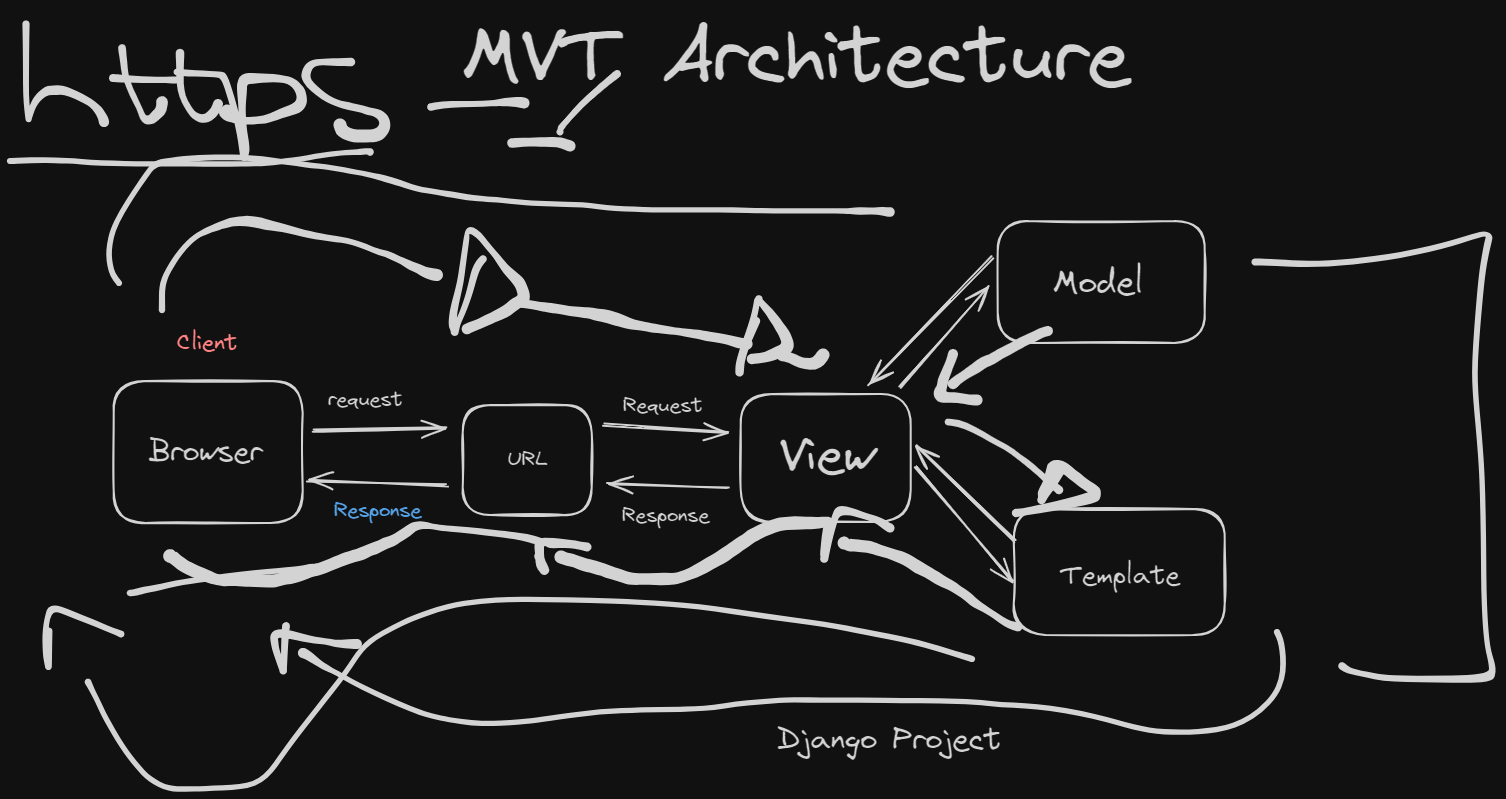 https
MVT Architecture
Model
Client
request
Request
Browser
URL
View
Response
Response
Template
Django Project